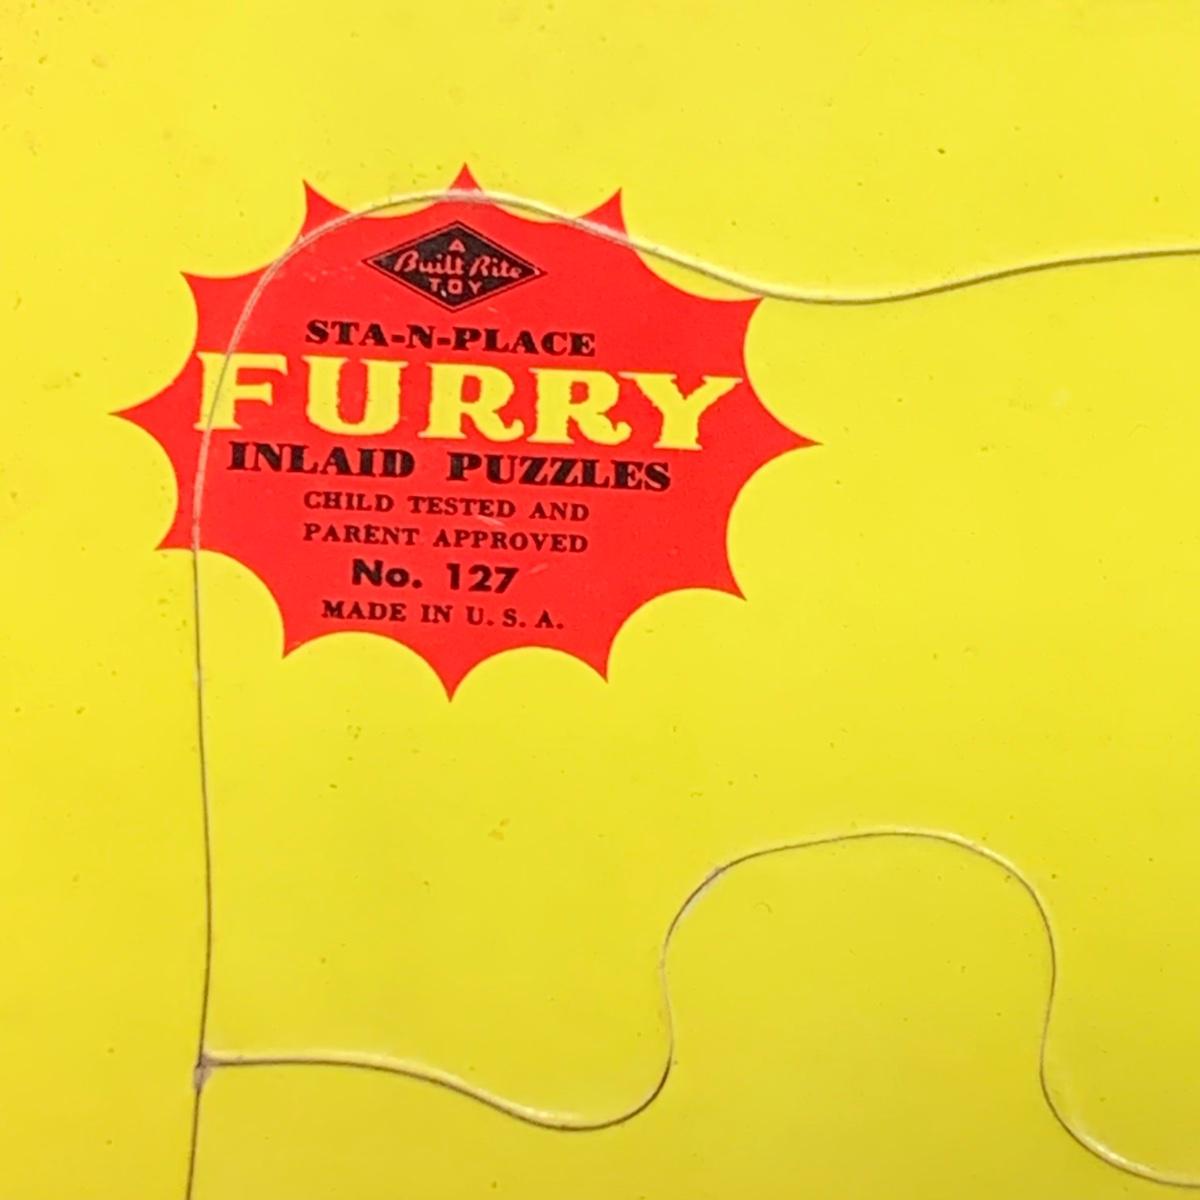 A
Built Rite
TOY
STA-N-PLACE
FURRY
INLAID PUZZLES
CHILD TESTED AND
PARENT APPROVED
No. 127
MADE IN U. S. A.